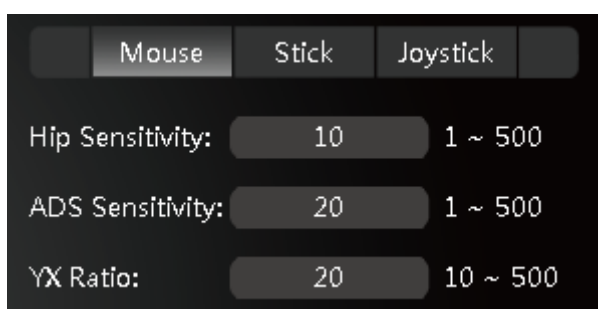 Mouse Stick Joystick
Hip Sensitivity: 10 1 ~ 500
ADS Sensitivity: 20 1 ~ 500
YX Ratio: 20 10 ~ 500